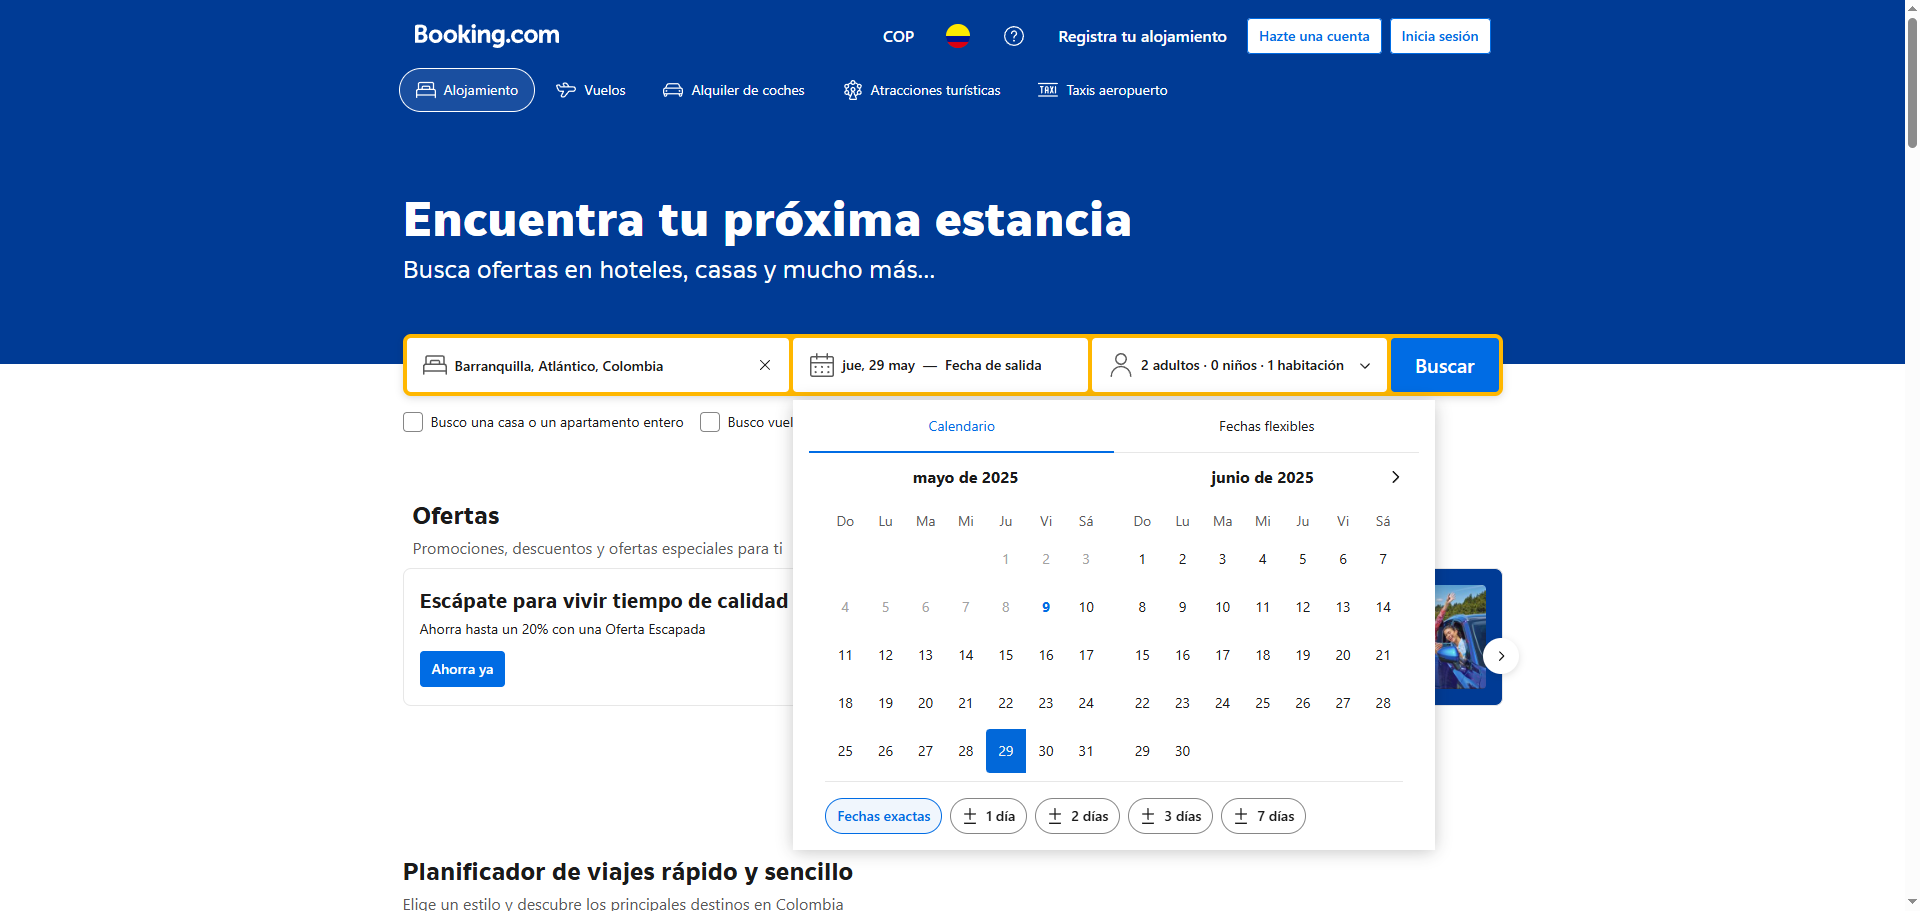 Booking.com
COP
Registra tu alojamiento
Hazte una cuenta
Inicia sesión
Alojamiento
Vuelos
Alquiler de coches
Atracciones turísticas
TAXI Taxis aeropuerto
Encuentra tu próxima estancia
Busca ofertas en hoteles, casas y mucho más...
Barranquilla, Atlántico, Colombia
jue, 29 may — Fecha de salida
2 adultos · 0 niños · 1 habitación
Buscar
Busco una casa o un apartamento entero
Busco vuel
Calendario
Fechas flexibles
mayo de 2025
Do Lu Ma Mi Ju Vi Sá
1 2 3
4 5 6 7 8 9 10
11 12 13 14 15 16 17
18 19 20 21 22 23 24
25 26 27 28 29 30 31
junio de 2025
Do Lu Ma Mi Ju Vi Sá
1 2 3 4 5 6 7
8 9 10 11 12 13 14
15 16 17 18 19 20 21
22 23 24 25 26 27 28
29 30
Fechas exactas
± 1 día
± 2 días
± 3 días
± 7 días
Ofertas
Promociones, descuentos y ofertas especiales para ti
Escápate para vivir tiempo de calidad
Ahorra hasta un 20% con una Oferta Escapada
Ahorra ya
Planificador de viajes rápido y sencillo
Elige un estilo y descubre los principales destinos en Colombia